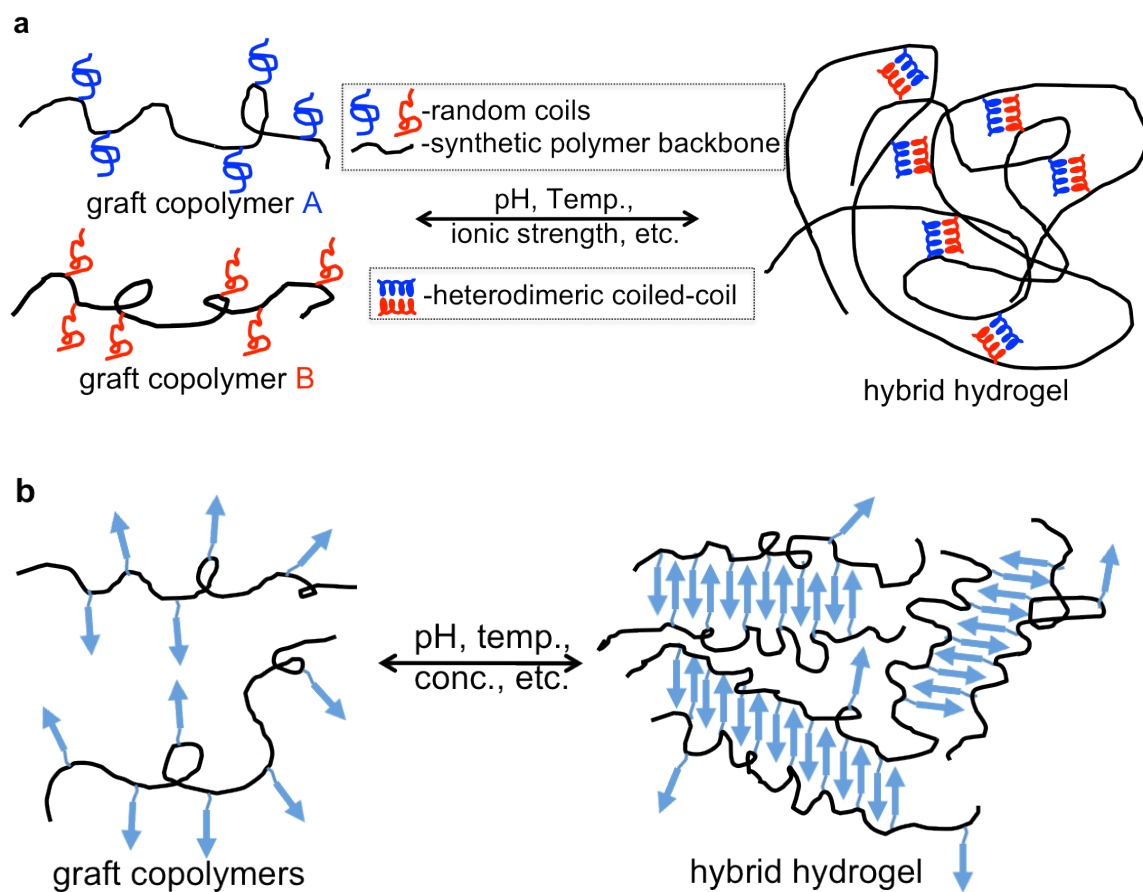 a
-random coils
-synthetic polymer backbone
graft copolymer A
pH, Temp.,
ionic strength, etc.
-heterodimeric coiled-coil
graft copolymer B
hybrid hydrogel
b
pH, temp.,
conc., etc.
graft copolymers
hybrid hydrogel